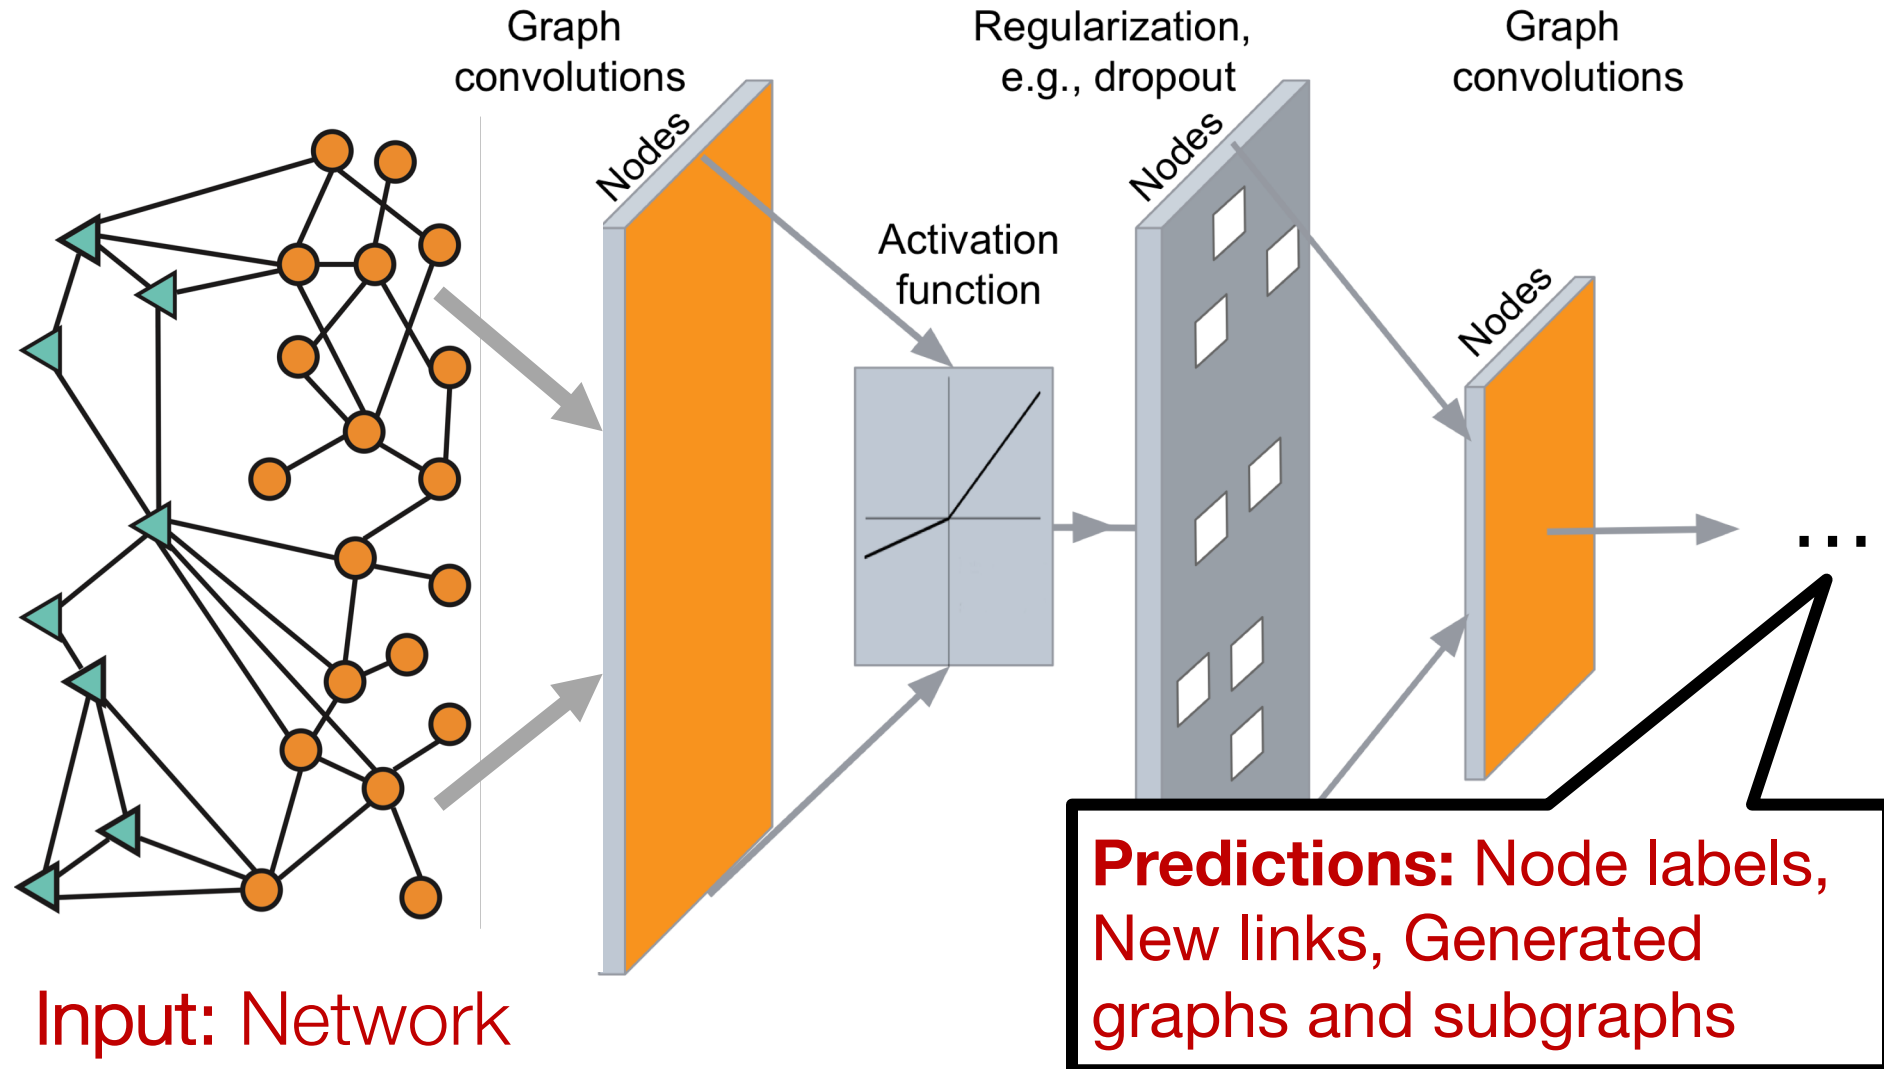 Graph
convolutions
Regularization,
e.g., dropout
Graph
convolutions
Nodes
Nodes
Activation
function
Nodes
...
Predictions: Node labels,
New links, Generated
graphs and subgraphs
Input: Network